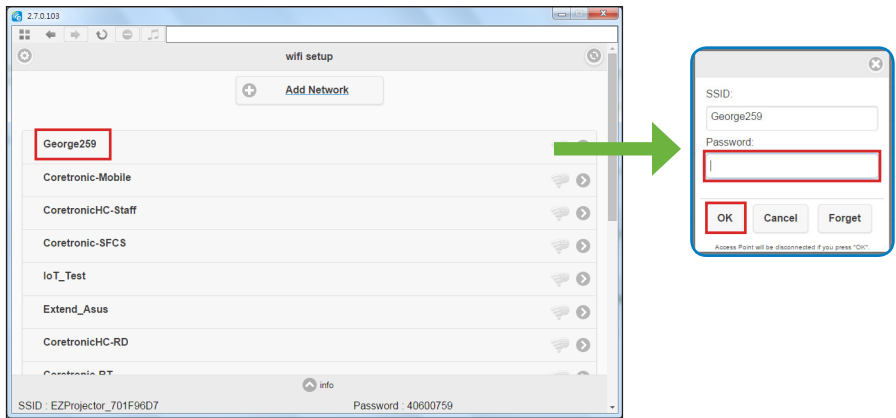 2.7.0.103
wifi setup
Add Network
George259
Coretronic-Mobile
CoretronicHC-Staff
Coretronic-SFCS
IoT_Test
Extend_Asus
CoretronicHC-RD
Coretronic-RT
info
SSID : EZProjector_701F96D7 Password : 40600759
SSID:
George259
Password:
OK Cancel Forget
Access Point will be disconnected if you press "OK".